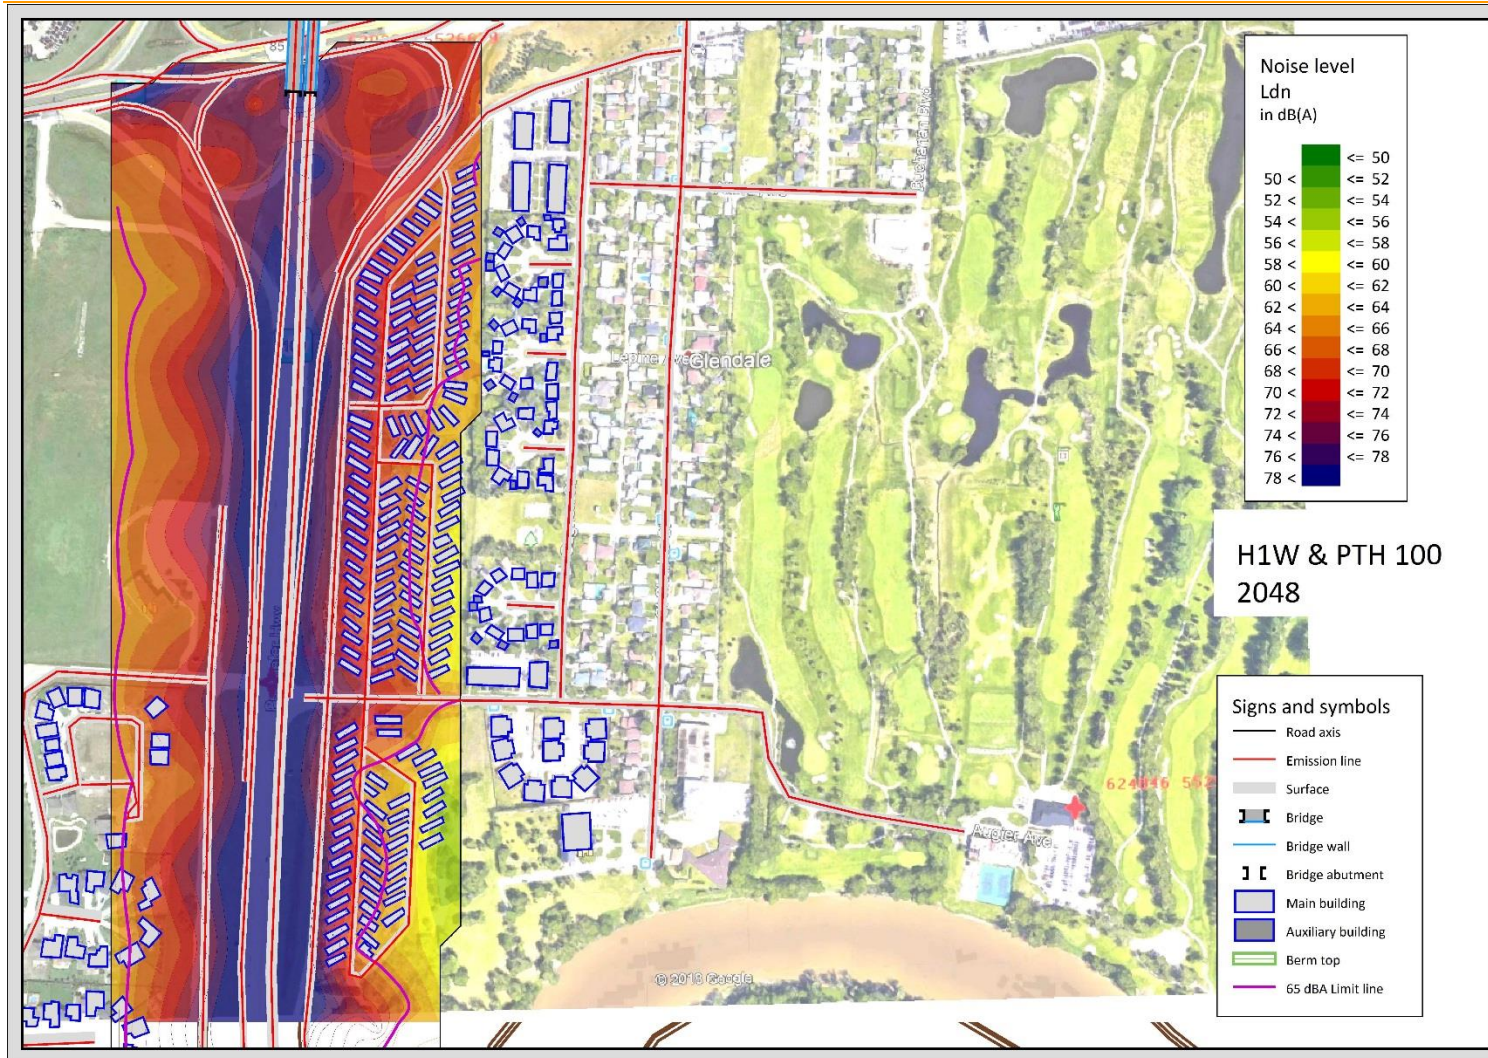 85
Buchanan Blvd
Glendale
Augier Ave
© 2013 Google
Noise level
Ldn
in dB(A)
<= 50
50 < <= 52
52 < <= 54
54 < <= 56
56 < <= 58
58 < <= 60
60 < <= 62
62 < <= 64
64 < <= 66
66 < <= 68
68 < <= 70
70 < <= 72
72 < <= 74
74 < <= 76
76 < <= 78
78 <
H1W & PTH 100
2048
Signs and symbols
Road axis
Emission line
Surface
Bridge
Bridge wall
Bridge abutment
Main building
Auxiliary building
Berm top
65 dBA Limit line